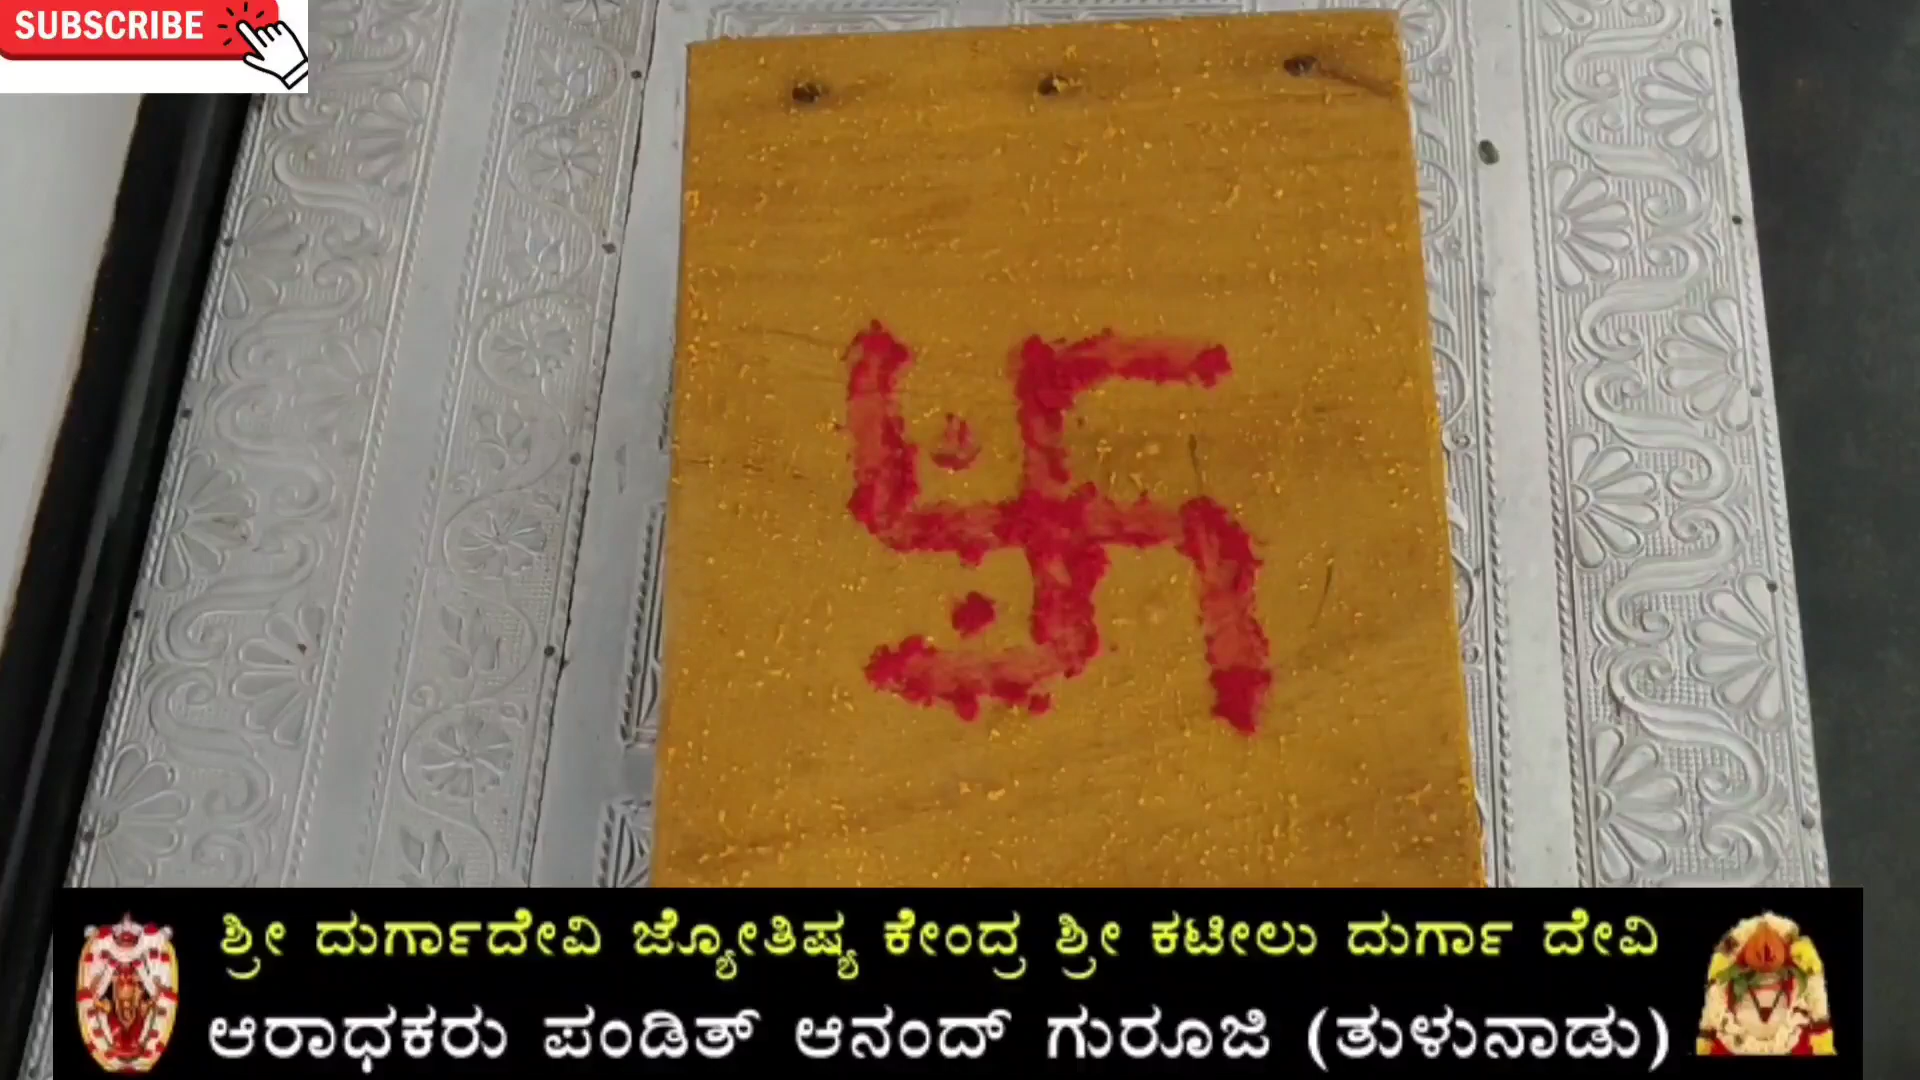 SUBSCRIBE
ಶ್ರೀ ದುರ್ಗಾದೇವಿ ಜ್ಯೋತಿಷ್ಯ ಕೇಂದ್ರ ಶ್ರೀ ಕಟೀಲು ದುರ್ಗಾ ದೇವಿ
ಆರಾಧಕರು ಪಂಡಿತ್ ಆನಂದ್ ಗುರೂಜಿ (ತುಳುನಾಡು)